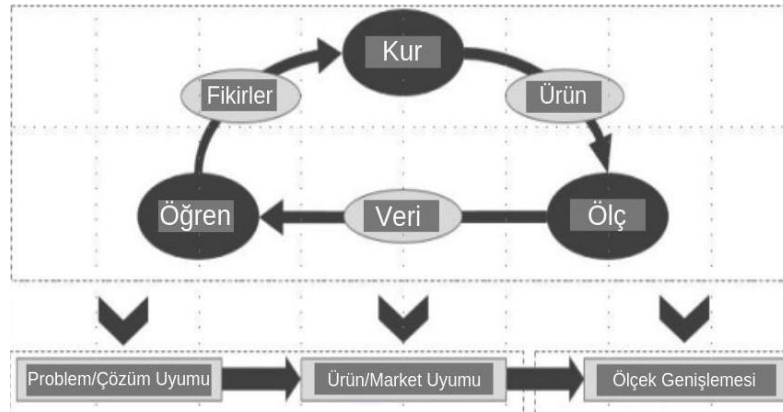 Kur
Fikirler
Ürün
Öğren
Veri
Ölç
Problem/Çözüm Uyumu
Ürün/Market Uyumu
Ölçek Genişlemesi